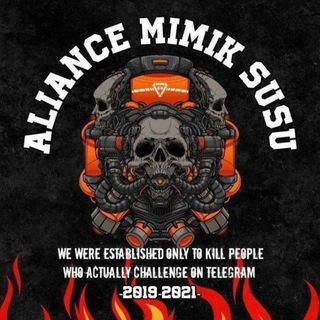 ALIANCE MIMIK SUSU
WE WERE ESTABLISHED ONLY TO KILL PEOPLE
WHO ACTUALLY CHALLENGE ON TELEGRAM
-2019-2021-